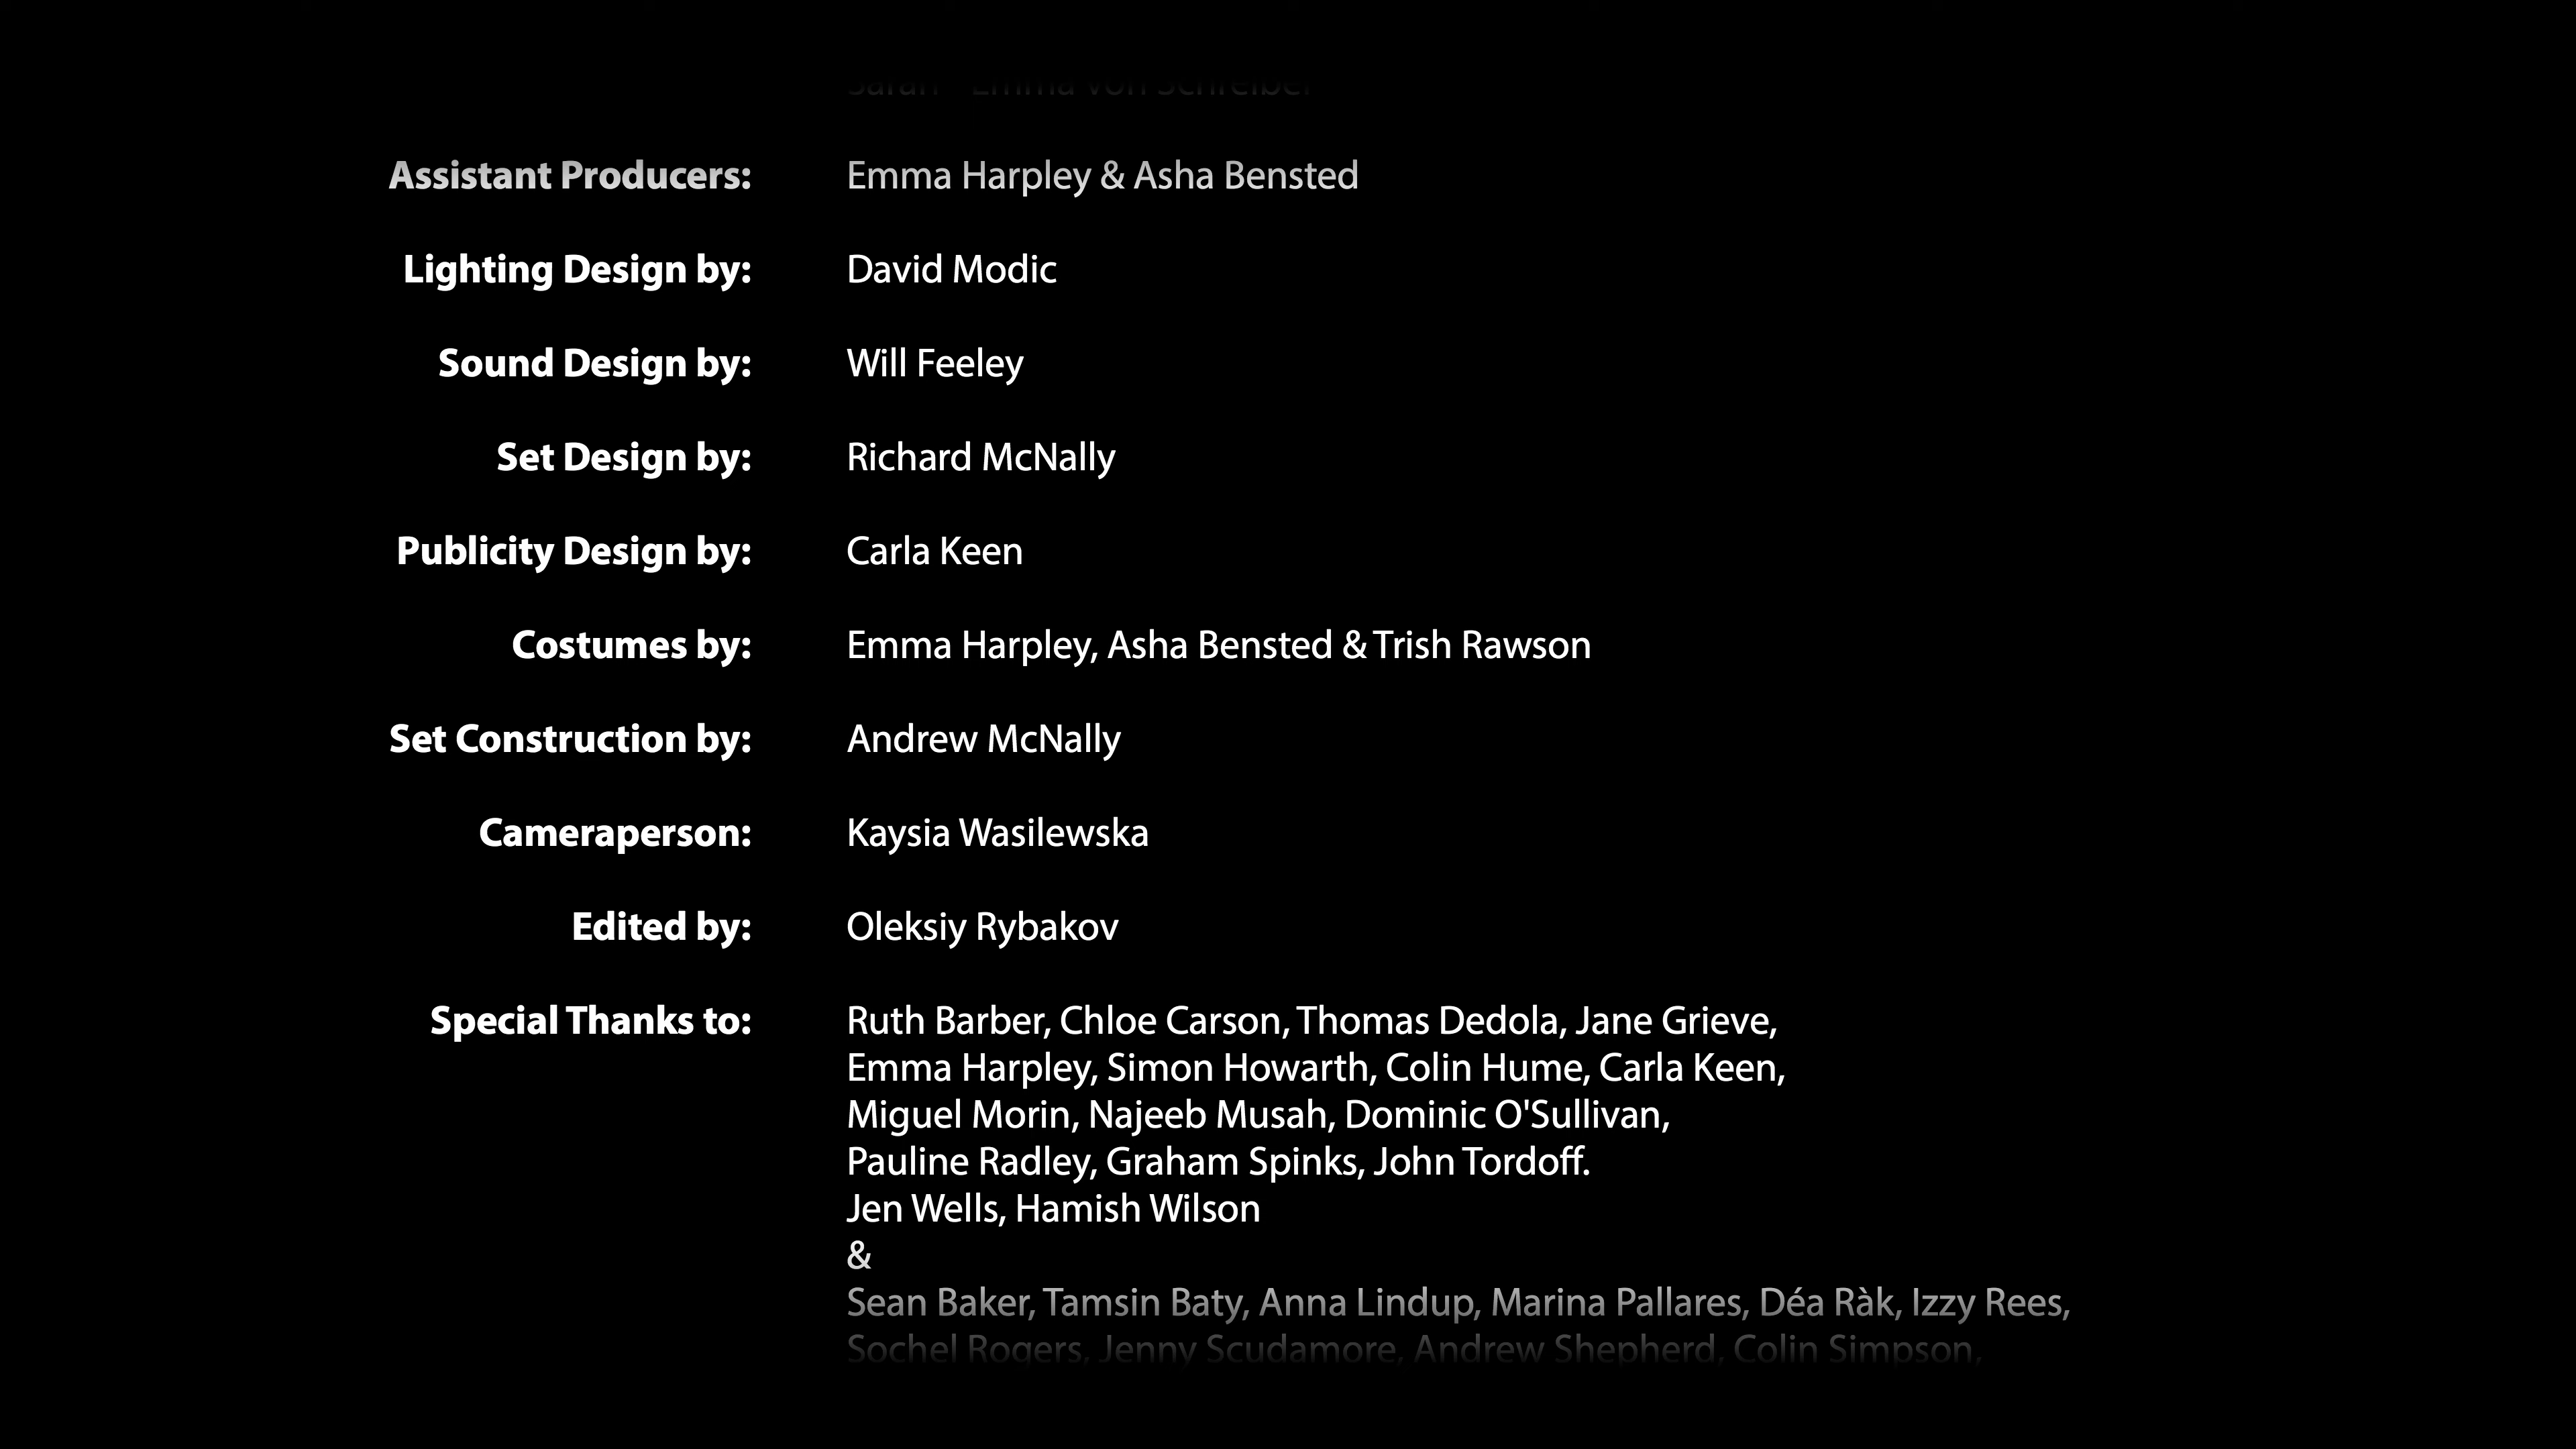 Sarah - Emma von Schreiber
Assistant Producers: Emma Harpley & Asha Bensted
Lighting Design by: David Modic
Sound Design by: Will Feeley
Set Design by: Richard McNally
Publicity Design by: Carla Keen
Costumes by: Emma Harpley, Asha Bensted & Trish Rawson
Set Construction by: Andrew McNally
Cameraperson: Kaysia Wasilewska
Edited by: Oleksiy Rybakov
Special Thanks to: Ruth Barber, Chloe Carson, Thomas Dedola, Jane Grieve,
Emma Harpley, Simon Howarth, Colin Hume, Carla Keen,
Miguel Morin, Najeeb Musah, Dominic O'Sullivan,
Pauline Radley, Graham Spinks, John Tordoff.
Jen Wells, Hamish Wilson
&
Sean Baker, Tamsin Baty, Anna Lindup, Marina Pallares, Déa Ràk, Izzy Rees,
Sochel Rogers, Jenny Scudamore, Andrew Shepherd, Colin Simpson,